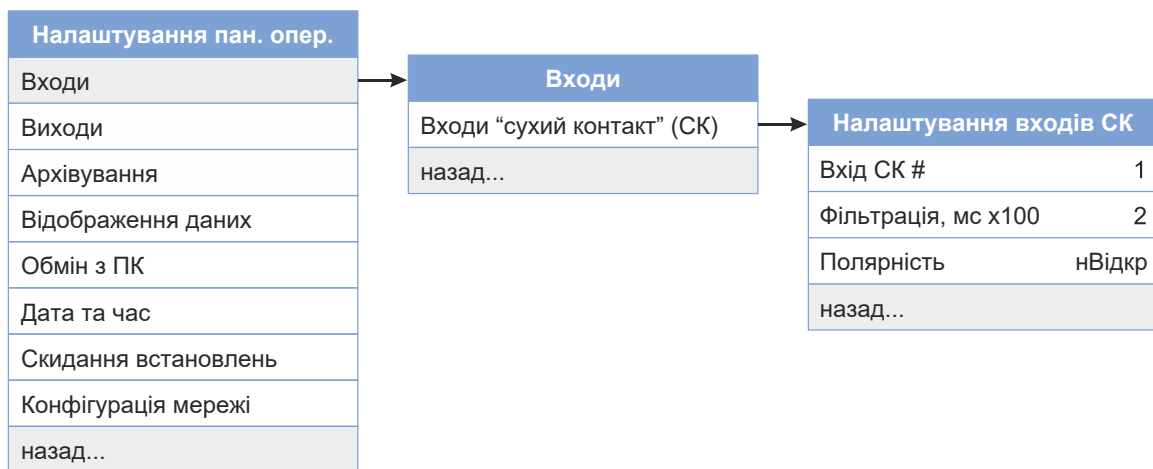 Налаштування пан. опер.
Входи
Виходи
Архівування
Відображення даних
Обмін з ПК
Дата та час
Скидання встановлень
Конфігурація мережі
назад...
Входи
Входи “сухий контакт” (СК)
назад...
Налаштування входів СК
Вхід СК # 1
Фільтрація, мс х100 2
Полярність нВідкр
назад...